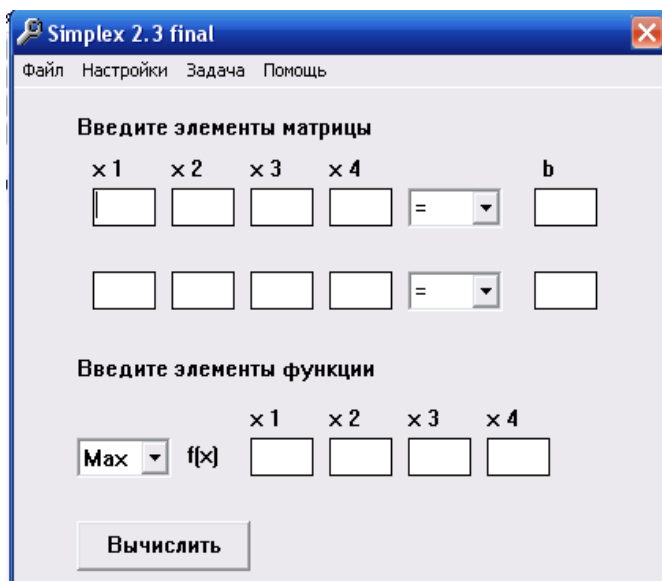 Simplex 2.3 final
Файл Настройки Задача Помощь
Введите элементы матрицы
x 1 x 2 x 3 x 4 b
=
=
Введите элементы функции
x 1 x 2 x 3 x 4
Max f(x)
Вычислить